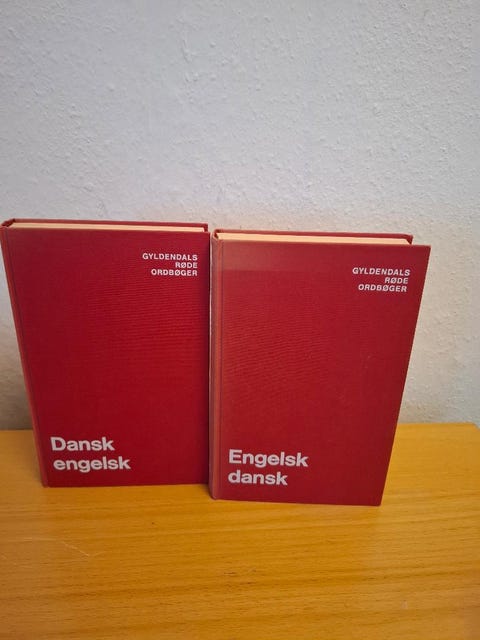 GYLDENDALS
RØDE
ORDBØGER
Dansk
engelsk
GYLDENDALS
RØDE
ORDBØGER
Engelsk
dansk